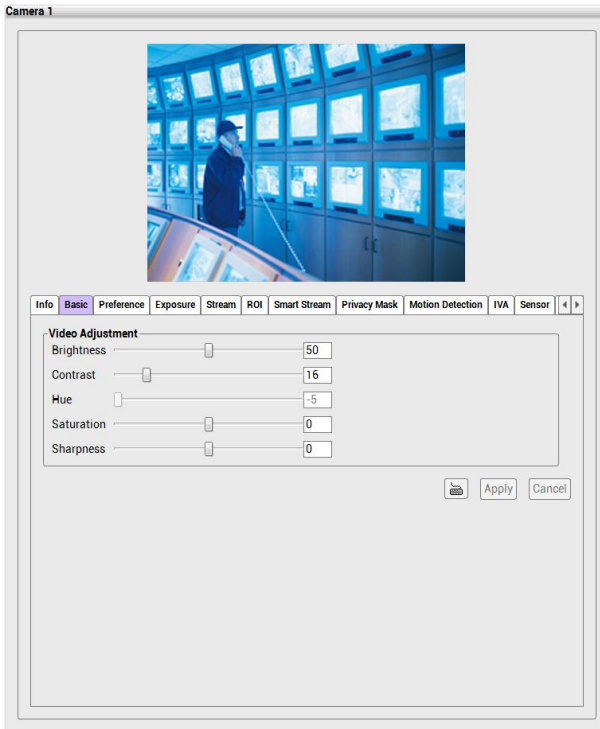 Camera 1
Info Basic Preference Exposure Stream ROI Smart Stream Privacy Mask Motion Detection IVA Sensor
Video Adjustment
Brightness 50
Contrast 16
Hue -5
Saturation 0
Sharpness 0
Apply Cancel